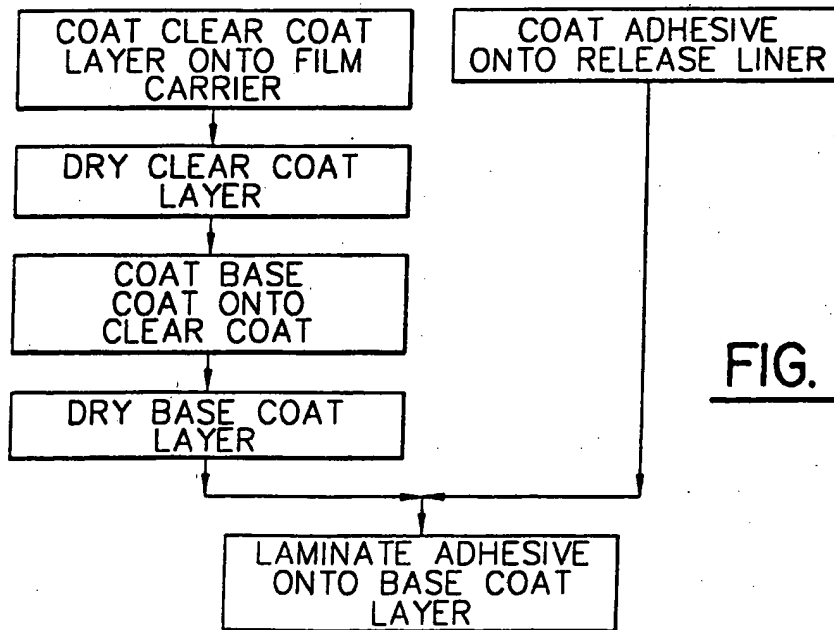 COAT CLEAR COAT
LAYER ONTO FILM
CARRIER
COAT ADHESIVE
ONTO RELEASE LINER
DRY CLEAR COAT
LAYER
COAT BASE
COAT ONTO
CLEAR COAT
FIG.
DRY BASE COAT
LAYER
LAMINATE ADHESIVE
ONTO BASE COAT
LAYER